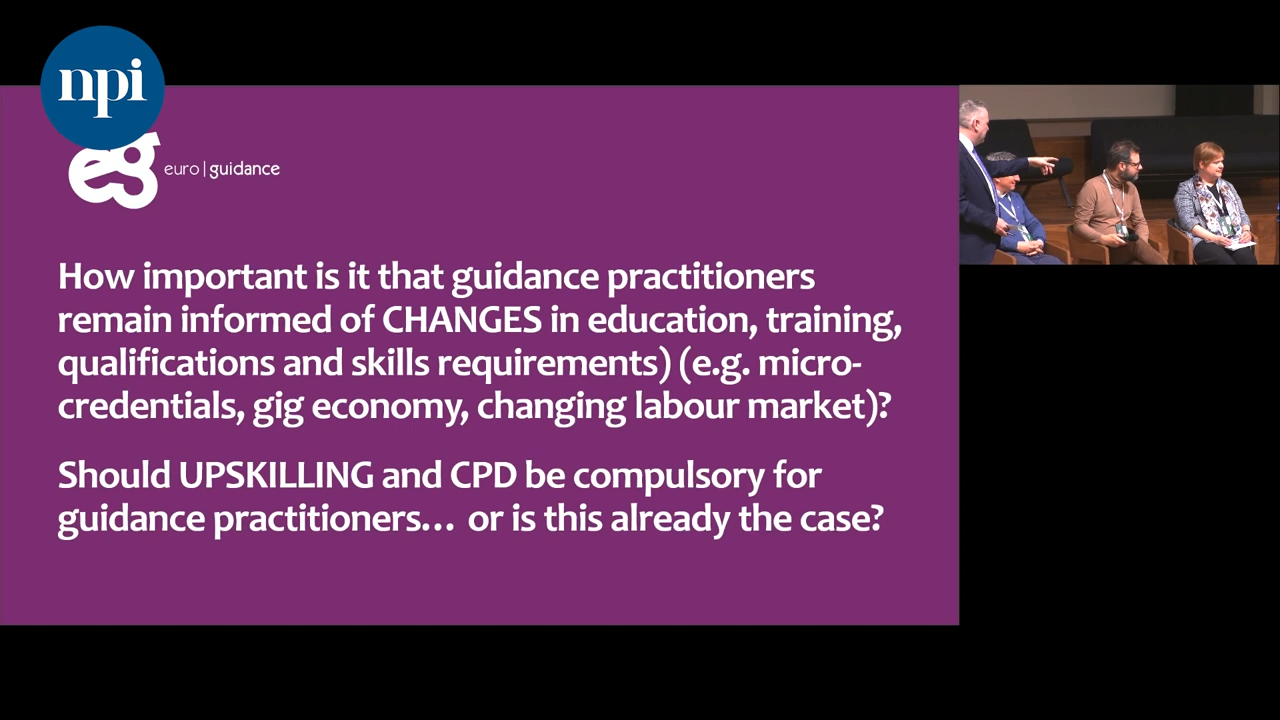 npi
eg euro|guidance
How important is it that guidance practitioners
remain informed of CHANGES in education, training,
qualifications and skills requirements) (e.g. micro-
credentials, gig economy, changing labour market)?
Should UPSKILLING and CPD be compulsory for
guidance practitioners… or is this already the case?